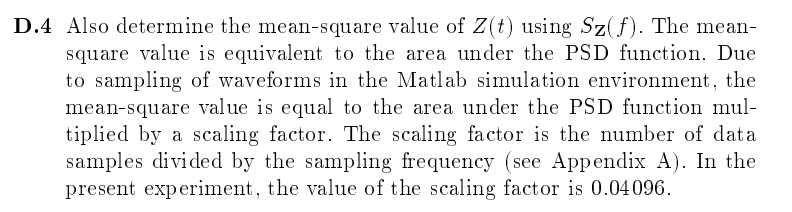 D.4 Also determine the mean-square value of Z(t) using S_Z(f). The mean-
square value is equivalent to the area under the PSD function. Due
to sampling of waveforms in the Matlab simulation environment, the
mean-square value is equal to the area under the PSD function mul-
tiplied by a scaling factor. The scaling factor is the number of data
samples divided by the sampling frequency (see Appendix A). In the
present experiment, the value of the scaling factor is 0.04096.